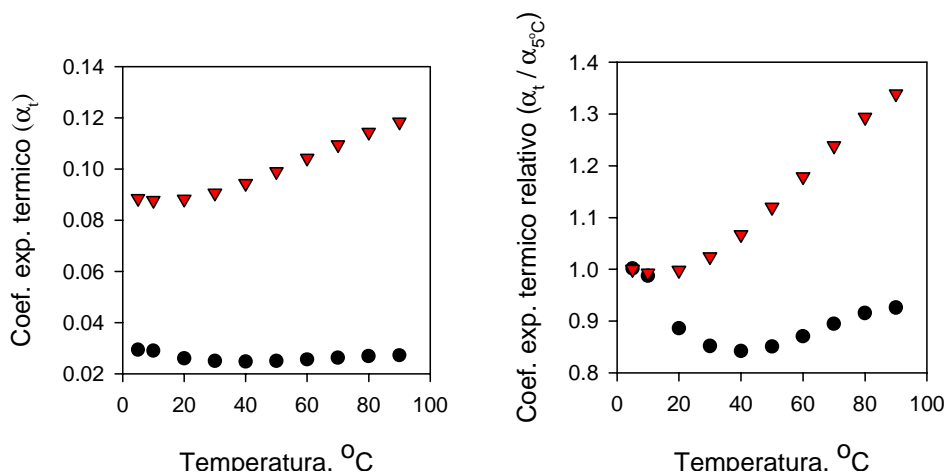 Coef. exp. termico (αt)
0.14
0.12
0.10
0.08
0.06
0.04
0.02
0 20 40 60 80 100
Temperatura, ºC
Coef. exp. termico relativo (αt / α5ºC)
1.4
1.3
1.2
1.1
1.0
0.9
0.8
0 20 40 60 80 100
Temperatura, ºC